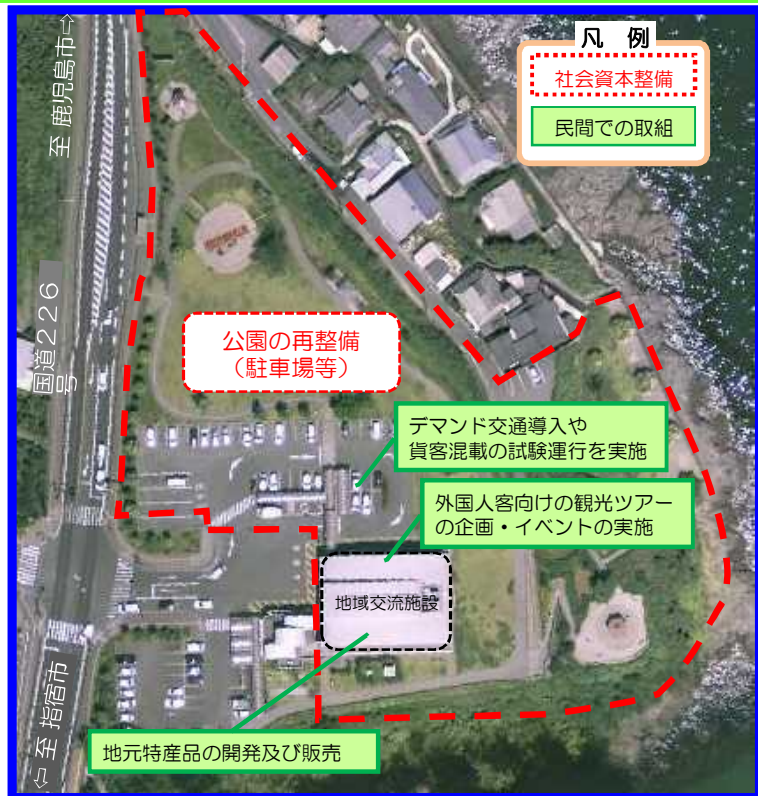 至 鹿児島市
凡 例
社会資本整備
民間での取組
国道226号
公園の再整備
（駐車場等）
デマンド交通導入や
貨客混載の試験運行を実施
外国人客向けの観光ツアー
の企画・イベントの実施
地域交流施設
至 指宿市
地元特産品の開発及び販売